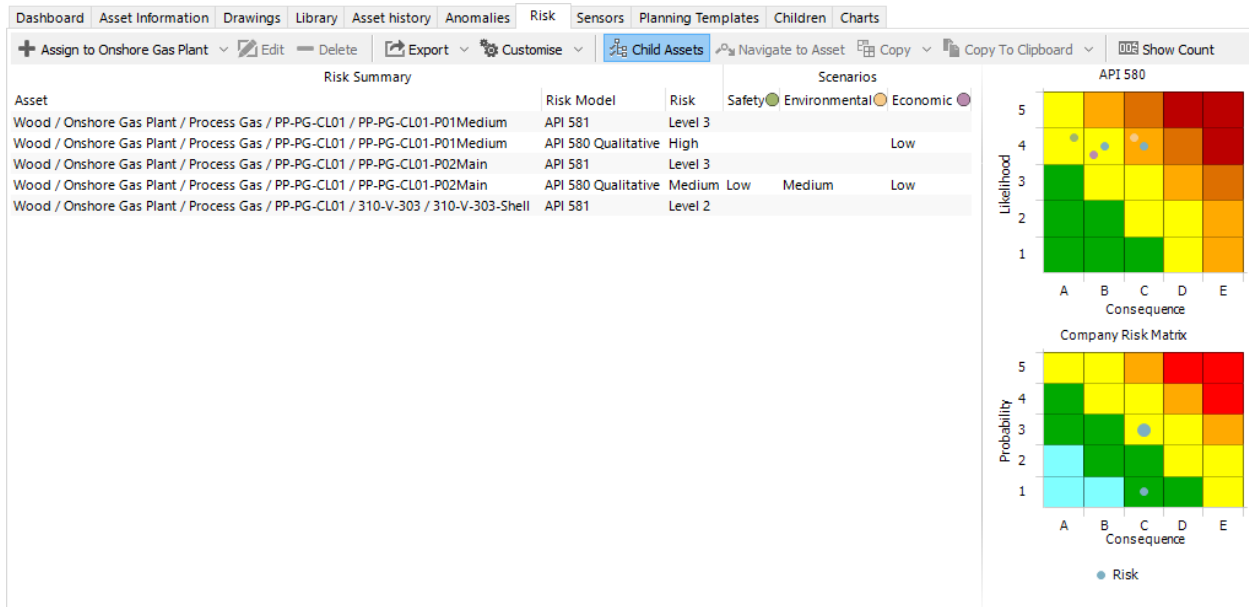 Dashboard Asset Information Drawings Library Asset history Anomalies Risk Sensors Planning Templates Children Charts
Assign to Onshore Gas Plant Edit Delete Export Customise Child Assets Navigate to Asset Copy Copy To Clipboard Show Count
Risk Summary Scenarios
Asset Risk Model Risk Safety Environmental Economic
Wood / Onshore Gas Plant / Process Gas / PP-PG-CL01 / PP-PG-CL01-P01Medium API 581 Level 3
Wood / Onshore Gas Plant / Process Gas / PP-PG-CL01 / PP-PG-CL01-P01Medium API 580 Qualitative High Low
Wood / Onshore Gas Plant / Process Gas / PP-PG-CL01 / PP-PG-CL01-P02Main API 581 Level 3
Wood / Onshore Gas Plant / Process Gas / PP-PG-CL01 / PP-PG-CL01-P02Main API 580 Qualitative Medium Low Medium Low
Wood / Onshore Gas Plant / Process Gas / PP-PG-CL01 / 310-V-303 / 310-V-303-Shell API 581 Level 2
API 580
Likelihood
5
4
3
2
1
A B C D E
Consequence
Company Risk Matrix
Probability
5
4
3
2
1
A B C D E
Consequence
Risk